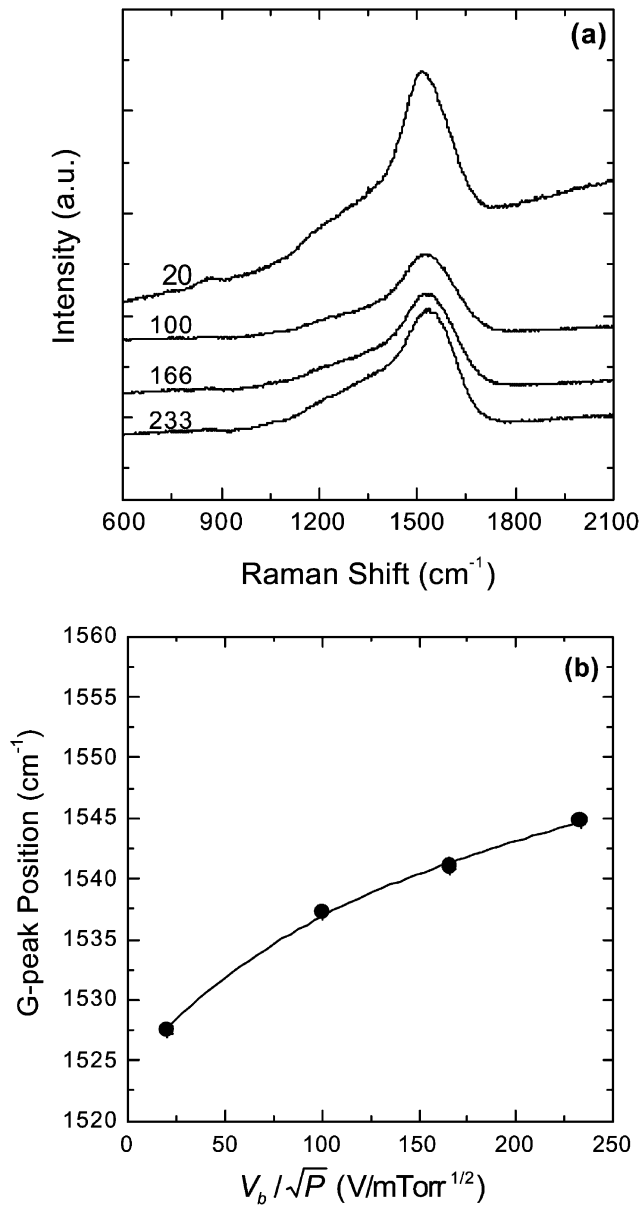 (a)
Intensity (a.u.)
20
100
166
233
600 900 1200 1500 1800 2100
Raman Shift (cm⁻¹)
(b)
G-peak Position (cm⁻¹)
1560
1555
1550
1545
1540
1535
1530
1525
1520
0 50 100 150 200 250
V_b / √P (V/mTorr^1/2)